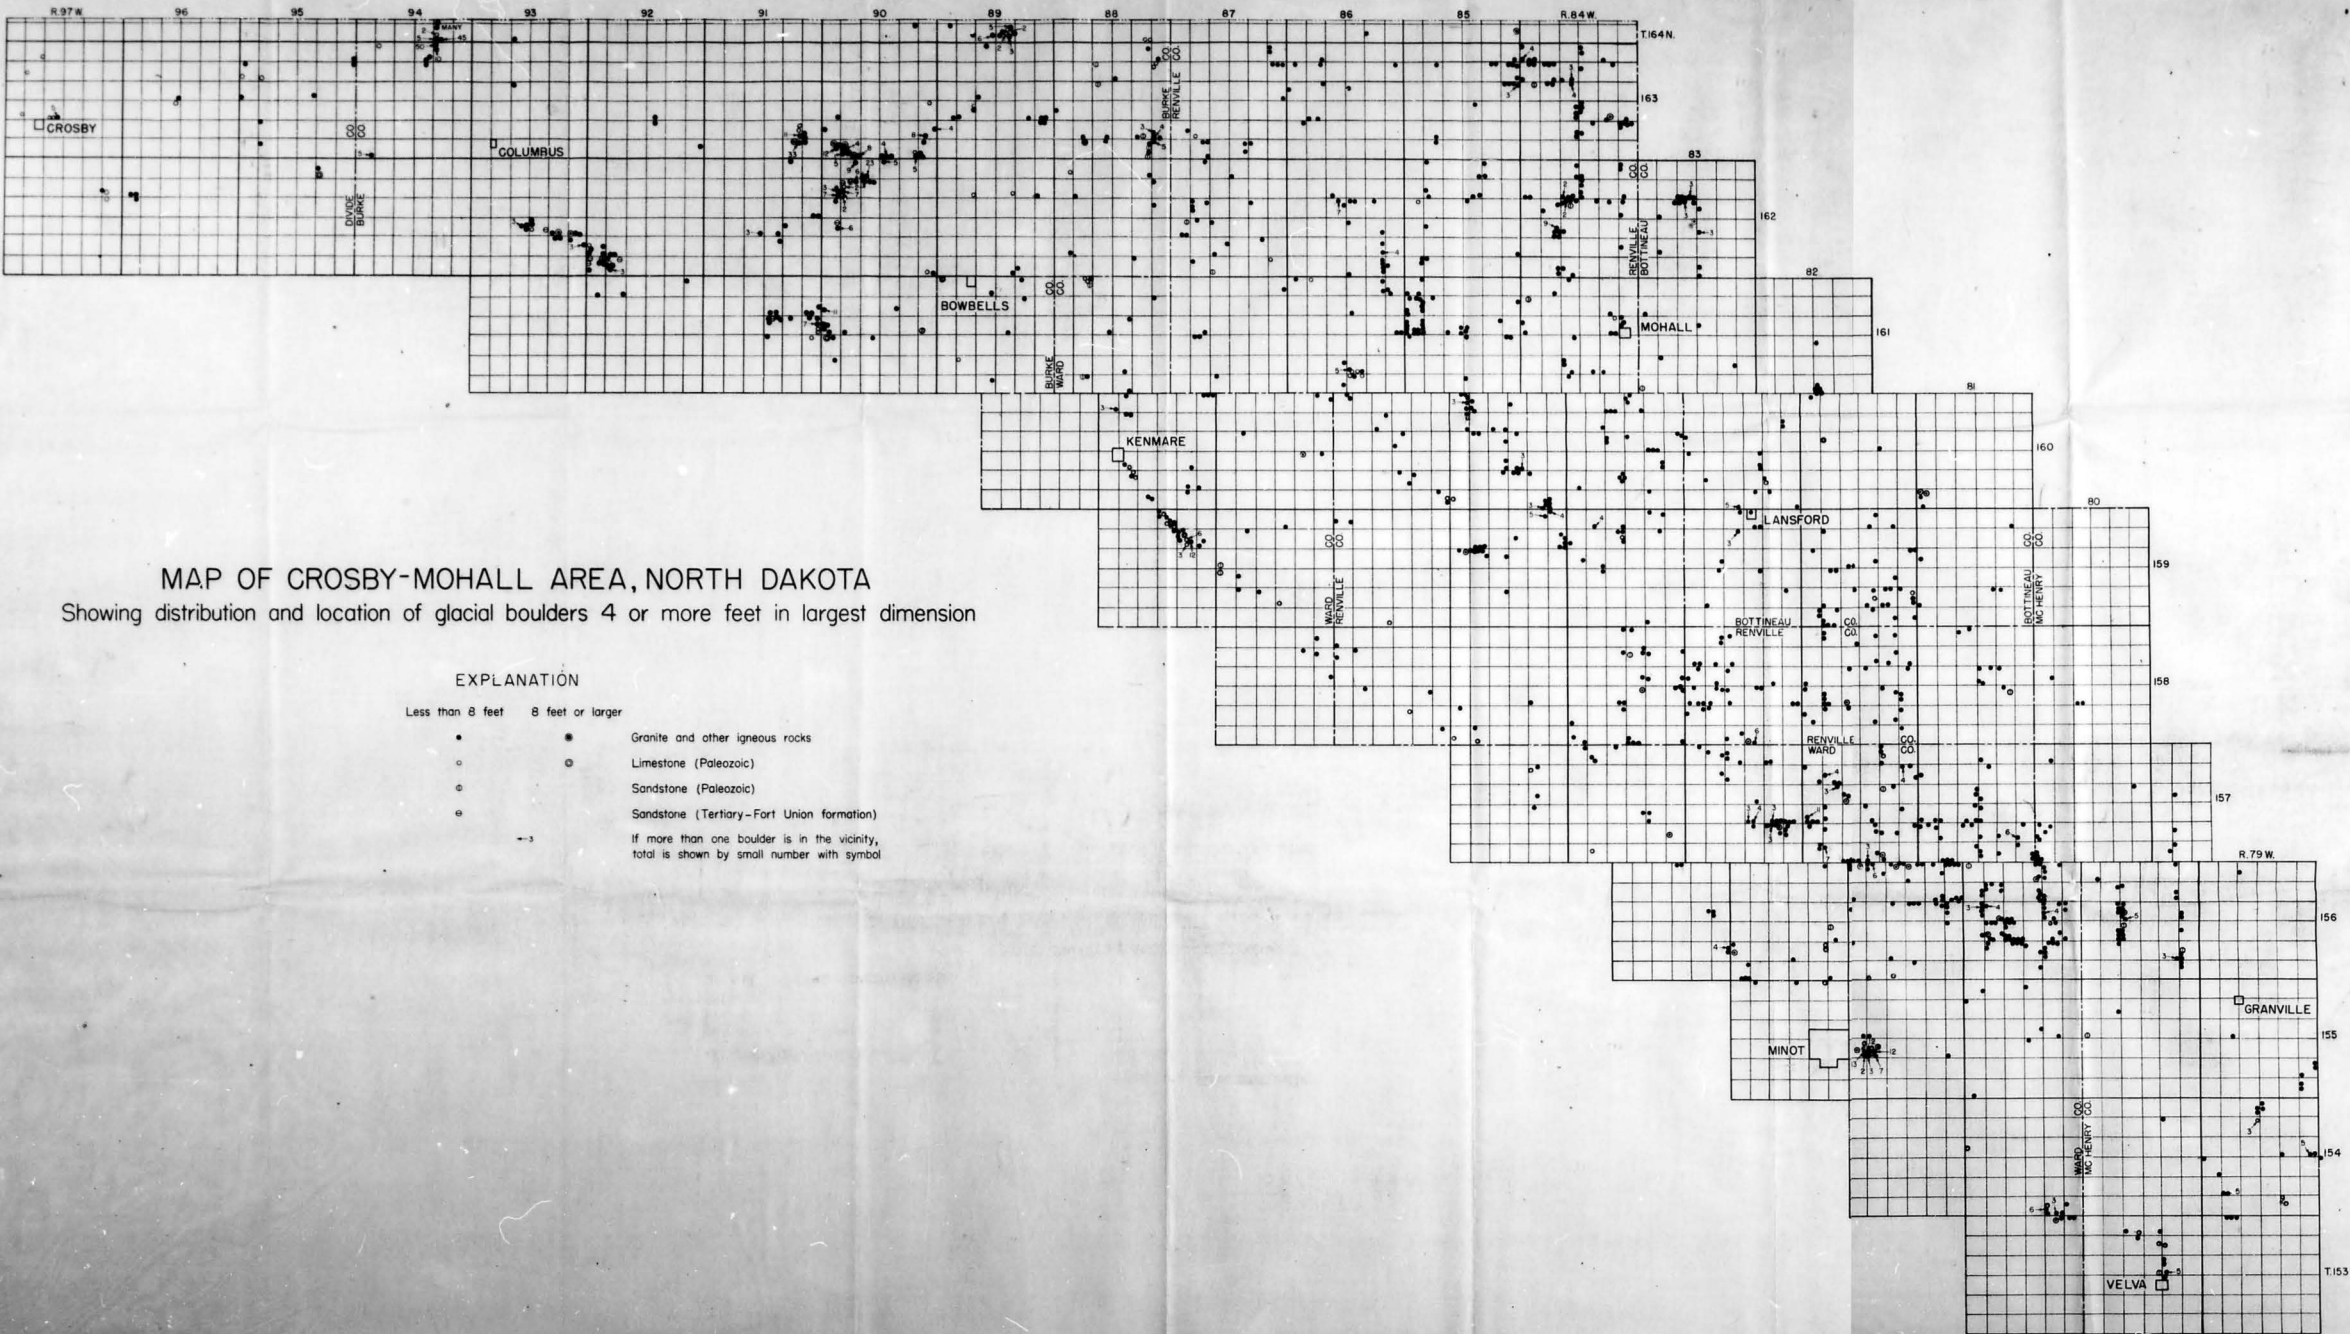 R.97W. 96 95 94 93 92 91 90 89 88 87 86 85 R.84W.
MANY
T.164N.
163
CROSBY
COLUMBUS
CO. CO.
DIVIDE
BURKE
CO. CO.
BURKE
RENVILLE
83
CO. CO.
RENVILLE
BOTTINEAU
162
82
BOWBELLS
CO. CO.
BURKE
WARD
MOHALL
161
81
KENMARE
160
LANSFORD
80
CO. CO.
WARD
RENVILLE
CO. CO.
BOTTINEAU
MC HENRY
159
MAP OF CROSBY-MOHALL AREA, NORTH DAKOTA
Showing distribution and location of glacial boulders 4 or more feet in largest dimension
BOTTINEAU CO.
RENVILLE CO.
158
EXPLANATION
Less than 8 feet 8 feet or larger
Granite and other igneous rocks
Limestone (Paleozoic)
Sandstone (Paleozoic)
Sandstone (Tertiary-Fort Union formation)
3 If more than one boulder is in the vicinity,
total is shown by small number with symbol
RENVILLE CO.
WARD CO.
157
R.79W.
156
GRANVILLE
MINOT
155
CO. CO.
WARD
MC HENRY
154
VELVA
T.153